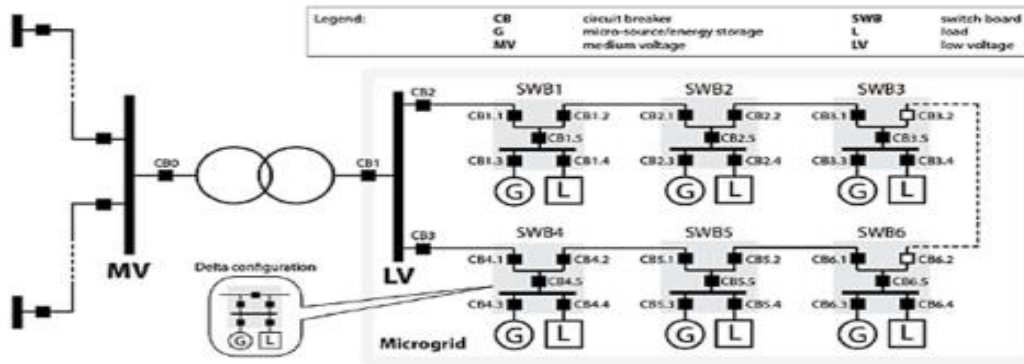 Legend: CB circuit breaker SWB switch board
G micro-source/energy storage L load
MV medium voltage LV low voltage
SWB1 SWB2 SWB3
CB2
CB1.1 CB1.2 CB2.1 CB2.2 CB3.1 CB3.2
CB1.5 CB2.5 CB3.5
CB0 CB1
CB1.3 CB1.4 CB2.3 CB2.4 CB3.3 CB3.4
G L G L G L
SWB4 SWB5 SWB6
CB3
MV
Delta configuration
LV
CB4.1 CB4.2 CB5.1 CB5.2 CB6.1 CB6.2
CB4.5 CB5.5 CB6.5
CB4.3 CB4.4 CB5.3 CB5.4 CB6.3 CB6.4
G L G L G L
G L
Microgrid